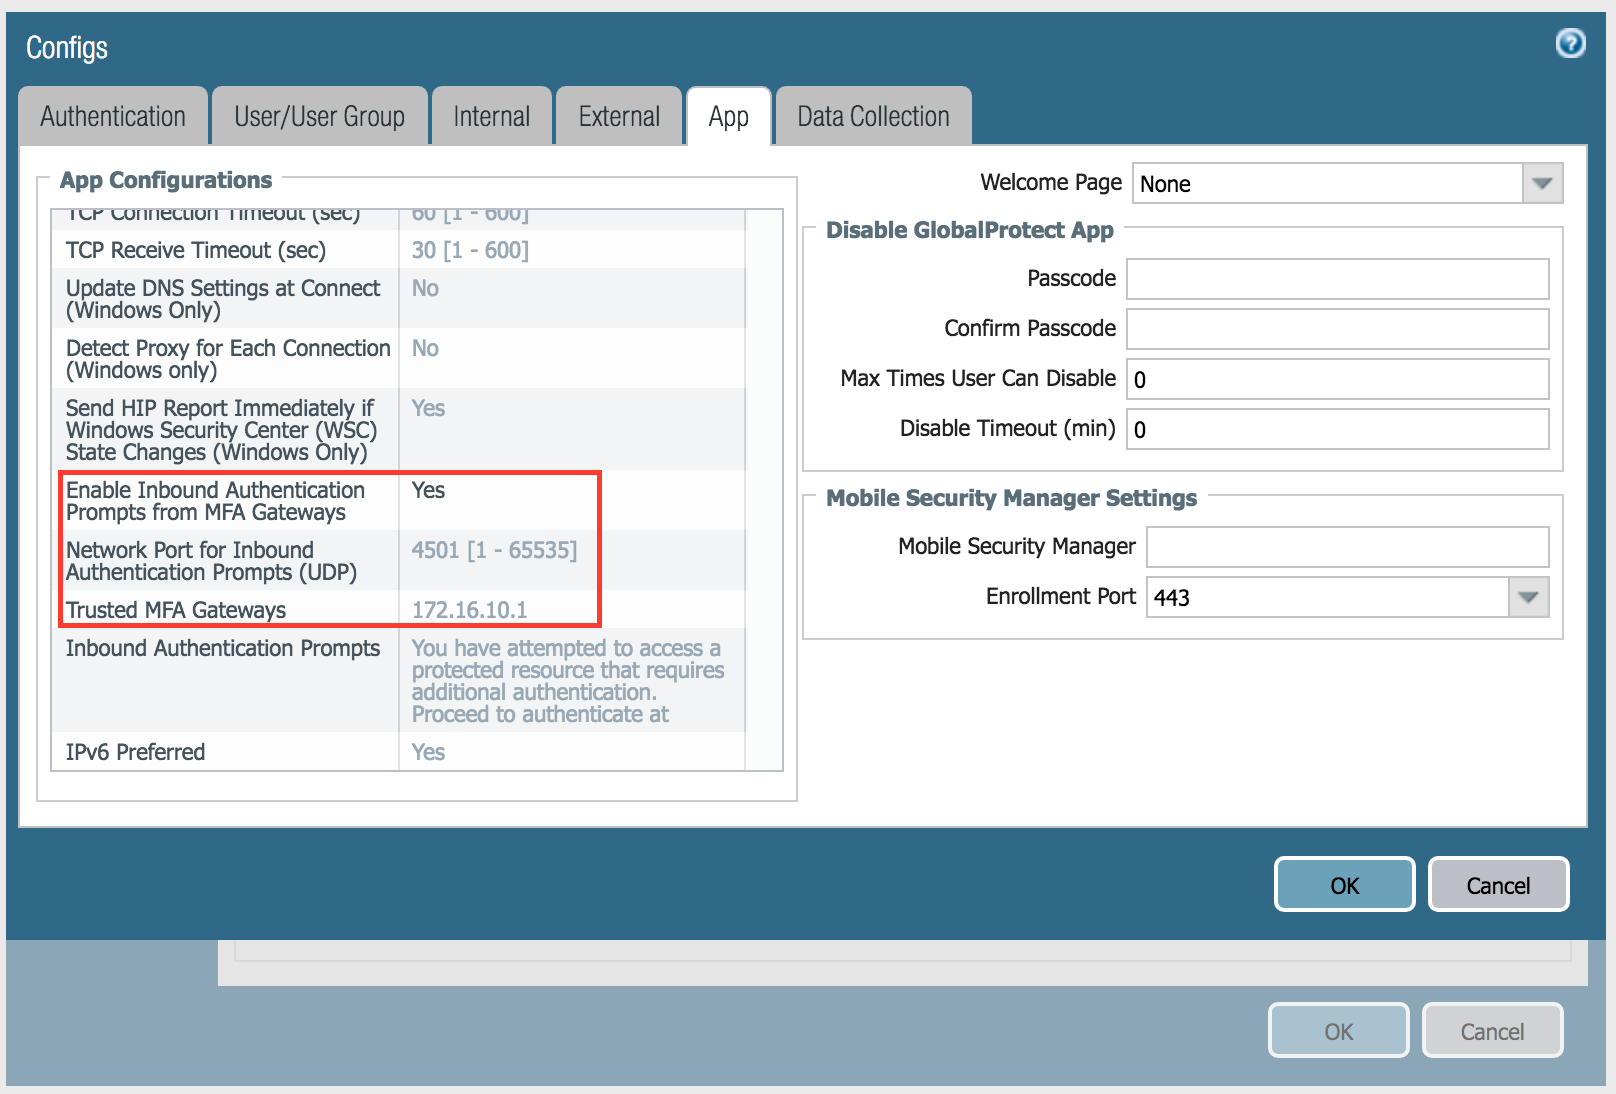 Configs
Authentication
User/User Group
Internal
External
App
Data Collection
App Configurations
TCP Connection Timeout (sec)
60 [1 - 600]
TCP Receive Timeout (sec)
30 [1 - 600]
Update DNS Settings at Connect
(Windows Only)
No
Detect Proxy for Each Connection
(Windows only)
No
Send HIP Report Immediately if
Windows Security Center (WSC)
State Changes (Windows Only)
Yes
Enable Inbound Authentication
Prompts from MFA Gateways
Yes
Network Port for Inbound
Authentication Prompts (UDP)
4501 [1 - 65535]
Trusted MFA Gateways
172.16.10.1
Inbound Authentication Prompts
You have attempted to access a
protected resource that requires
additional authentication.
Proceed to authenticate at
IPv6 Preferred
Yes
Welcome Page
None
Disable GlobalProtect App
Passcode
Confirm Passcode
Max Times User Can Disable
0
Disable Timeout (min)
0
Mobile Security Manager Settings
Mobile Security Manager
Enrollment Port
443
OK
Cancel
OK
Cancel